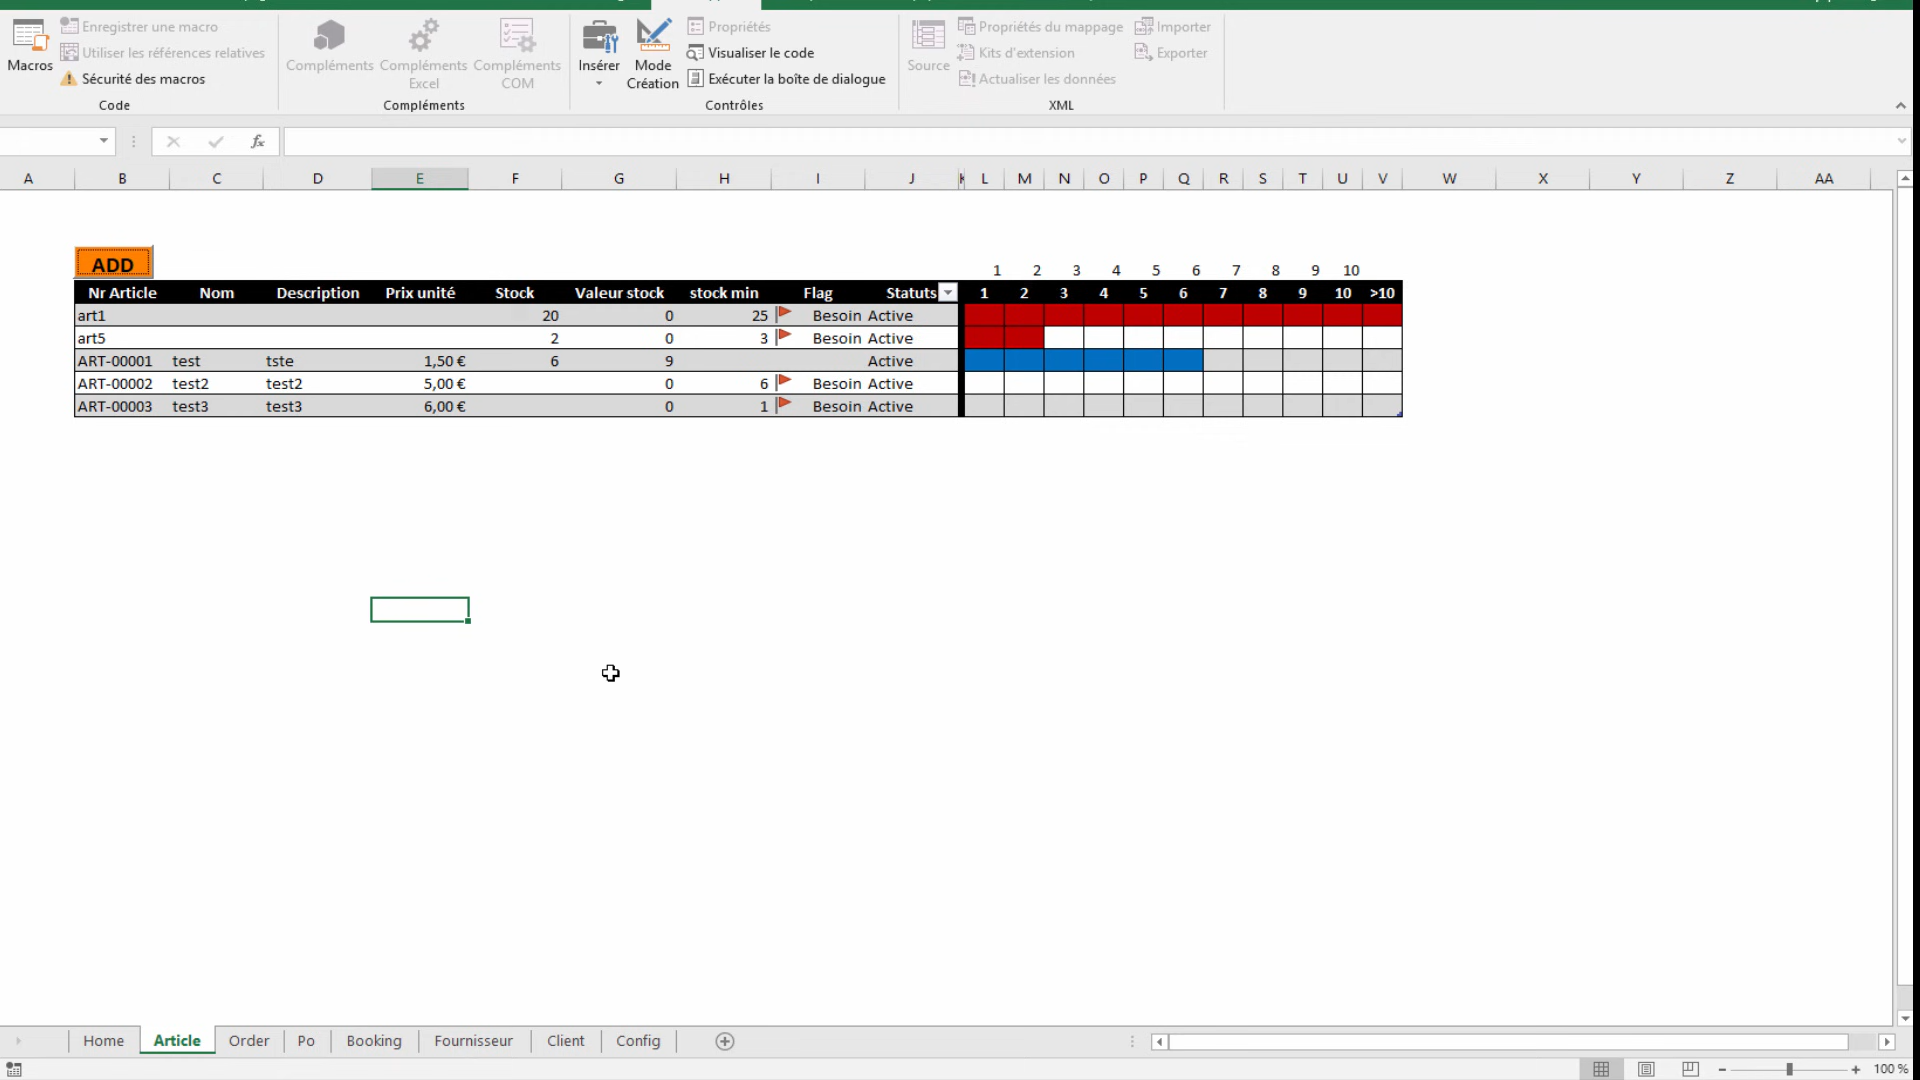 Enregistrer une macro
Utiliser les références relatives
Sécurité des macros
Macros
Code
Compléments
Compléments Excel
Compléments COM
Compléments
Insérer
Mode Création
Propriétés
Visualiser le code
Exécuter la boîte de dialogue
Contrôles
Source
Propriétés du mappage
Kits d'extension
Actualiser les données
Importer
Exporter
XML
fx
A B C D E F G H I J K L M N O P Q R S T U V W X Y Z AA
ADD
1 2 3 4 5 6 7 8 9 10
Nr Article Nom Description Prix unité Stock Valeur stock stock min Flag Statuts 1 2 3 4 5 6 7 8 9 10 >10
art1 20 0 25 Besoin Active
art5 2 0 3 Besoin Active
ART-00001 test tste 1,50 € 6 9 Active
ART-00002 test2 test2 5,00 € 0 6 Besoin Active
ART-00003 test3 test3 6,00 € 0 1 Besoin Active
Home Article Order Po Booking Fournisseur Client Config
100 %